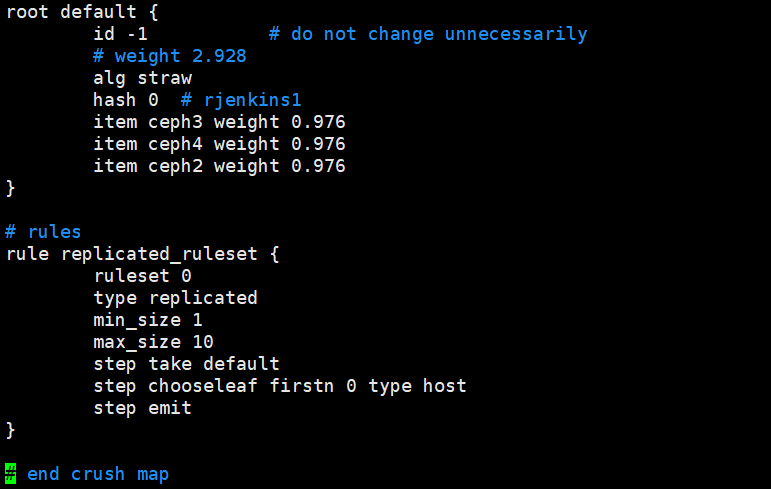 root default {
        id -1           # do not change unnecessarily
        # weight 2.928
        alg straw
        hash 0  # rjenkins1
        item ceph3 weight 0.976
        item ceph4 weight 0.976
        item ceph2 weight 0.976
}

# rules
rule replicated_ruleset {
        ruleset 0
        type replicated
        min_size 1
        max_size 10
        step take default
        step chooseleaf firstn 0 type host
        step emit
}

# end crush map